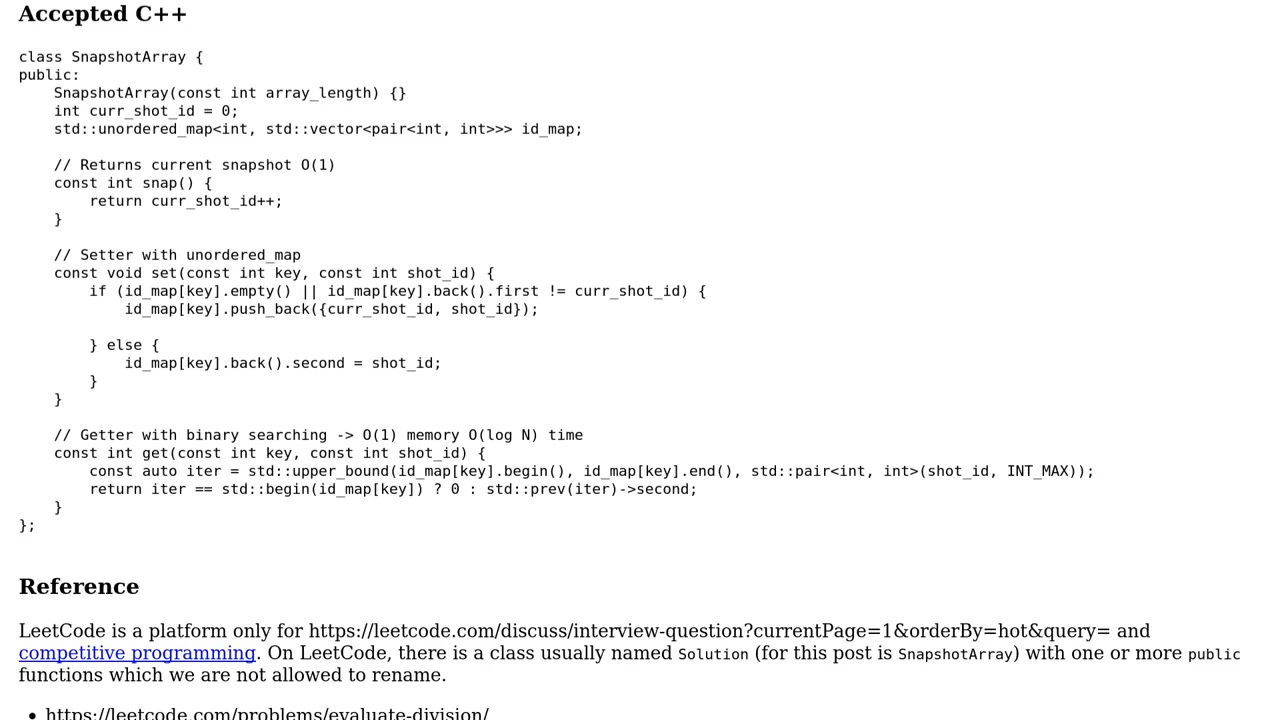 Accepted C++
class SnapshotArray {
public:
    SnapshotArray(const int array_length) {}
    int curr_shot_id = 0;
    std::unordered_map<int, std::vector<pair<int, int>>> id_map;

    // Returns current snapshot O(1)
    const int snap() {
        return curr_shot_id++;
    }

    // Setter with unordered_map
    const void set(const int key, const int shot_id) {
        if (id_map[key].empty() || id_map[key].back().first != curr_shot_id) {
            id_map[key].push_back({curr_shot_id, shot_id});

        } else {
            id_map[key].back().second = shot_id;
        }
    }

    // Getter with binary searching -> O(1) memory O(log N) time
    const int get(const int key, const int shot_id) {
        const auto iter = std::upper_bound(id_map[key].begin(), id_map[key].end(), std::pair<int, int>(shot_id, INT_MAX));
        return iter == std::begin(id_map[key]) ? 0 : std::prev(iter)->second;
    }
};
Reference
LeetCode is a platform only for https://leetcode.com/discuss/interview-question?currentPage=1&orderBy=hot&query= and
competitive programming. On LeetCode, there is a class usually named Solution (for this post is SnapshotArray) with one or more public
functions which we are not allowed to rename.
• https://leetcode.com/problems/evaluate-division/